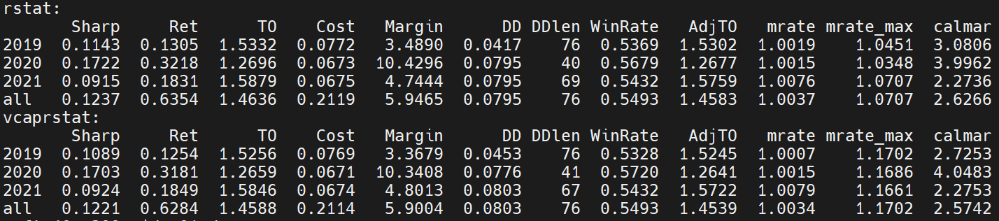 rstat:
Sharp Ret TO Cost Margin DD DDlen WinRate AdjTO mrate mrate_max calmar
2019 0.1143 0.1305 1.5332 0.0772 3.4890 0.0417 76 0.5369 1.5302 1.0019 1.0451 3.0806
2020 0.1722 0.3218 1.2696 0.0673 10.4296 0.0795 40 0.5679 1.2677 1.0015 1.0348 3.9962
2021 0.0915 0.1831 1.5879 0.0675 4.7444 0.0795 69 0.5432 1.5759 1.0076 1.0707 2.2736
all 0.1237 0.6354 1.4636 0.2119 5.9465 0.0795 76 0.5493 1.4583 1.0037 1.0707 2.6266
vcaprstat:
Sharp Ret TO Cost Margin DD DDlen WinRate AdjTO mrate mrate_max calmar
2019 0.1089 0.1254 1.5256 0.0769 3.3679 0.0453 76 0.5328 1.5245 1.0007 1.1702 2.7253
2020 0.1703 0.3181 1.2659 0.0671 10.3408 0.0776 41 0.5720 1.2641 1.0015 1.1686 4.0483
2021 0.0924 0.1849 1.5846 0.0674 4.8013 0.0803 67 0.5432 1.5722 1.0079 1.1661 2.2753
all 0.1221 0.6284 1.4588 0.2114 5.9004 0.0803 76 0.5493 1.4539 1.0034 1.1702 2.5742